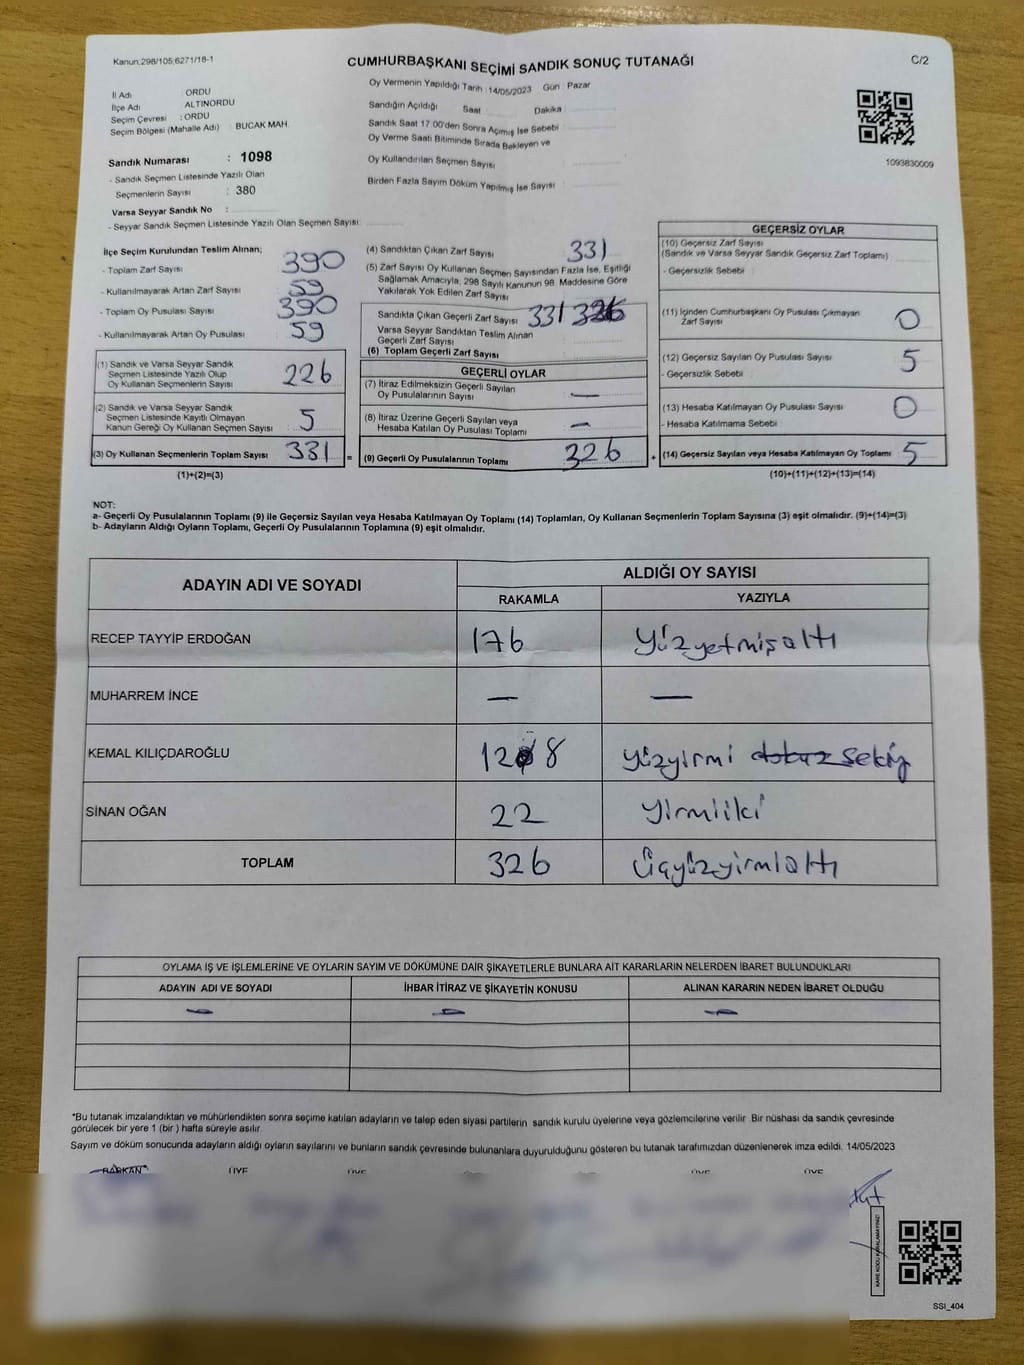 Kanun:298/105,6271/18-1
CUMHURBAŞKANI SEÇİMİ SANDIK SONUÇ TUTANAĞI
C/2
İl Adı ORDU
İlçe Adı ALTINORDU
Seçim Çevresi : ORDU
Seçim Bölgesi (Mahalle Adı) : BUCAK MAH.
Sandık Numarası : 1098
- Sandık Seçmen Listesinde Yazılı Olan
Seçmenlerin Sayısı : 380
Varsa Seyyar Sandık No :
- Seyyar Sandık Seçmen Listesinde Yazılı Olan Seçmen Sayısı:
Oy Vermenin Yapıldığı Tarih :14/05/2023 Gün : Pazar
Sandığın Açıldığı Saat Dakika
Sandık Saat 17:00'den Sonra Açımış İse Sebebi
Oy Verme Saati Bitiminde Sırada Bekleyen ve
Oy Kullandırılan Seçmen Sayısı
Birden Fazla Sayım Döküm Yapılmış İse Sayısı
1093830009
İlçe Seçim Kurulundan Teslim Alınan;
- Toplam Zarf Sayısı 390
- Kullanılmayarak Artan Zarf Sayısı 59
- Toplam Oy Pusulası Sayısı 390
- Kullanılmayarak Artan Oy Pusulası 59
(1) Sandık ve Varsa Seyyar Sandık
Seçmen Listesinde Yazılı Olup
Oy Kullanan Seçmenlerin Sayısı 226
(2) Sandık ve Varsa Seyyar Sandık
Seçmen Listesinde Kayıtlı Olmayan
Kanun Gereği Oy Kullanan Seçmen Sayısı 5
(3) Oy Kullanan Seçmenlerin Toplam Sayısı 331 =
(1)+(2)=(3)
(4) Sandıktan Çıkan Zarf Sayısı 331
(5) Zarf Sayısı Oy Kullanan Seçmen Sayısından Fazla İse, Eşitliği
Sağlamak Amacıyla, 298 Sayılı Kanunun 98. Maddesine Göre
Yakılarak Yok Edilen Zarf Sayısı
Sandıkta Çıkan Geçerli Zarf Sayısı 331 326
Varsa Seyyar Sandıktan Teslim Alınan
Geçerli Zarf Sayısı
(6) Toplam Geçerli Zarf Sayısı
GEÇERLİ OYLAR
(7) İtiraz Edilmeksizin Geçerli Sayılan
Oy Pusulalarının Sayısı —
(8) İtiraz Üzerine Geçerli Sayılan veya
Hesaba Katılan Oy Pusulası Toplamı —
(9) Geçerli Oy Pusulalarının Toplamı 326 +
GEÇERSİZ OYLAR
(10) Geçersiz Zarf Sayısı
(Sandık ve Varsa Seyyar Sandık Geçersiz Zarf Toplamı)
- Geçersizlik Sebebi
(11) İçinden Cumhurbaşkanı Oy Pusulası Çıkmayan
Zarf Sayısı 0
(12) Geçersiz Sayılan Oy Pusulası Sayısı 5
- Geçersizlik Sebebi
(13) Hesaba Katılmayan Oy Pusulası Sayısı 0
- Hesaba Katılmama Sebebi
(14) Geçersiz Sayılan veya Hesaba Katılmayan Oy Toplamı 5
(10)+(11)+(12)+(13)=(14)
NOT:
a- Geçerli Oy Pusulalarının Toplamı (9) ile Geçersiz Sayılan veya Hesaba Katılmayan Oy Toplamı (14) Toplamları, Oy Kullanan Seçmenlerin Toplam Sayısına (3) eşit olmalıdır. (9)+(14)=(3)
b- Adayların Aldığı Oyların Toplamı, Geçerli Oy Pusulalarının Toplamına (9) eşit olmalıdır.
ADAYIN ADI VE SOYADI
ALDIĞI OY SAYISI
RAKAMLA YAZIYLA
RECEP TAYYİP ERDOĞAN 176 yüzyetmişaltı
MUHARREM İNCE — —
KEMAL KILIÇDAROĞLU 128 yüzyirmi dokuz sekiz
SİNAN OĞAN 22 yirmiiki
TOPLAM 326 üçyüzyirmialtı
OYLAMA İŞ VE İŞLEMLERİNE VE OYLARIN SAYIM VE DÖKÜMÜNE DAİR ŞİKAYETLERLE BUNLARA AİT KARARLARIN NELERDEN İBARET BULUNDUKLARI
ADAYIN ADI VE SOYADI İHBAR İTİRAZ VE ŞİKAYETİN KONUSU ALINAN KARARIN NEDEN İBARET OLDUĞU
— — —
*Bu tutanak imzalandıktan ve mühürlendikten sonra seçime katılan adayların ve talep eden siyasi partilerin sandık kurulu üyelerine veya gözlemcilerine verilir. Bir nüshası da sandık çevresinde
görülecek bir yere 1 (bir ) hafta süreyle asılır.
Sayım ve döküm sonucunda adayların aldığı oyların sayılarını ve bunların sandık çevresinde bulunanlara duyurulduğunu gösteren bu tutanak tarafımızdan düzenlenerek imza edildi. 14/05/2023
BAŞKAN ÜYE ÜYE ÜYE ÜYE
KARE KODU KARALAMAYINIZ!
SSI_404